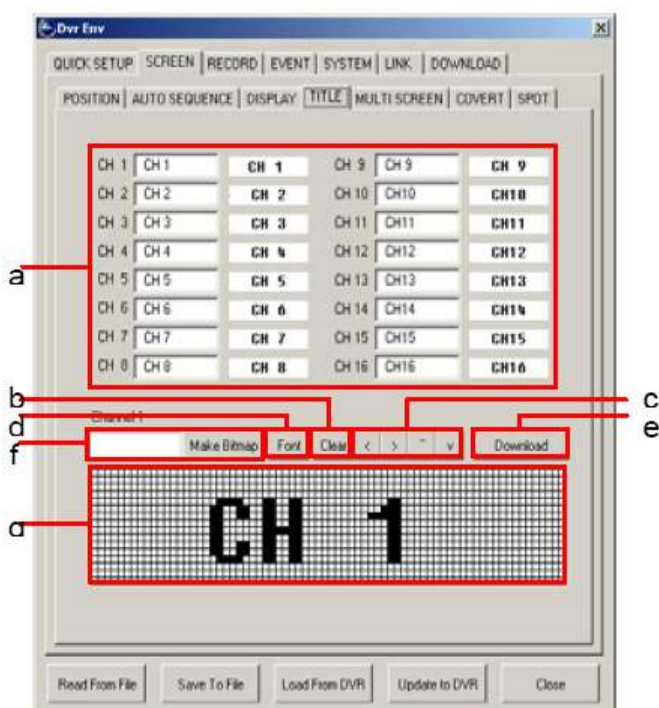 Dvr Env
QUICK SETUP SCREEN RECORD EVENT SYSTEM LINK DOWNLOAD
POSITION AUTO SEQUENCE DISPLAY TITLE MULTI SCREEN COVERT SPOT
CH 1 CH 1 CH 1 CH 9 CH 9 CH 9
CH 2 CH 2 CH 2 CH 10 CH10 CH10
CH 3 CH 3 CH 3 CH 11 CH11 CH11
CH 4 CH 4 CH 4 CH 12 CH12 CH12
a CH 5 CH 5 CH 5 CH 13 CH13 CH13
CH 6 CH 6 CH 6 CH 14 CH14 CH14
CH 7 CH 7 CH 7 CH 15 CH15 CH15
CH 8 CH 8 CH 8 CH 16 CH16 CH16
b c
d Channel 1 e
f Make Bitmap Font Clear < > ^ v Download
g CH 1
Read From File Save To File Load From DVR Update to DVR Close